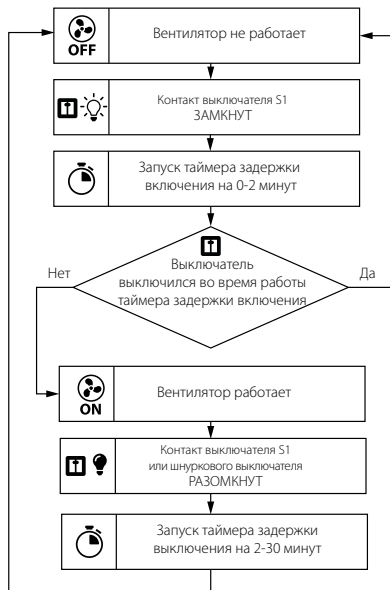 OFF
Вентилятор не работает
Контакт выключателя S1
ЗАМКНУТ
Запуск таймера задержки
включения на 0-2 минут
Выключатель
выключился во время работы
таймера задержки включения
Нет
Да
ON
Вентилятор работает
Контакт выключателя S1
или шнуркового выключателя
РАЗОМКНУТ
Запуск таймера задержки
выключения на 2-30 минут